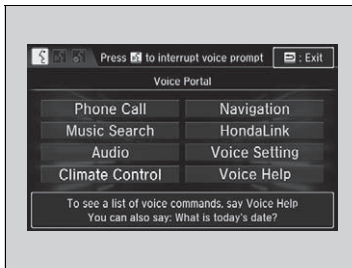 Press to interrupt voice prompt : Exit
Voice Portal
Phone Call Navigation
Music Search HondaLink
Audio Voice Setting
Climate Control Voice Help
To see a list of voice commands, say Voice Help
You can also say: What is today's date?